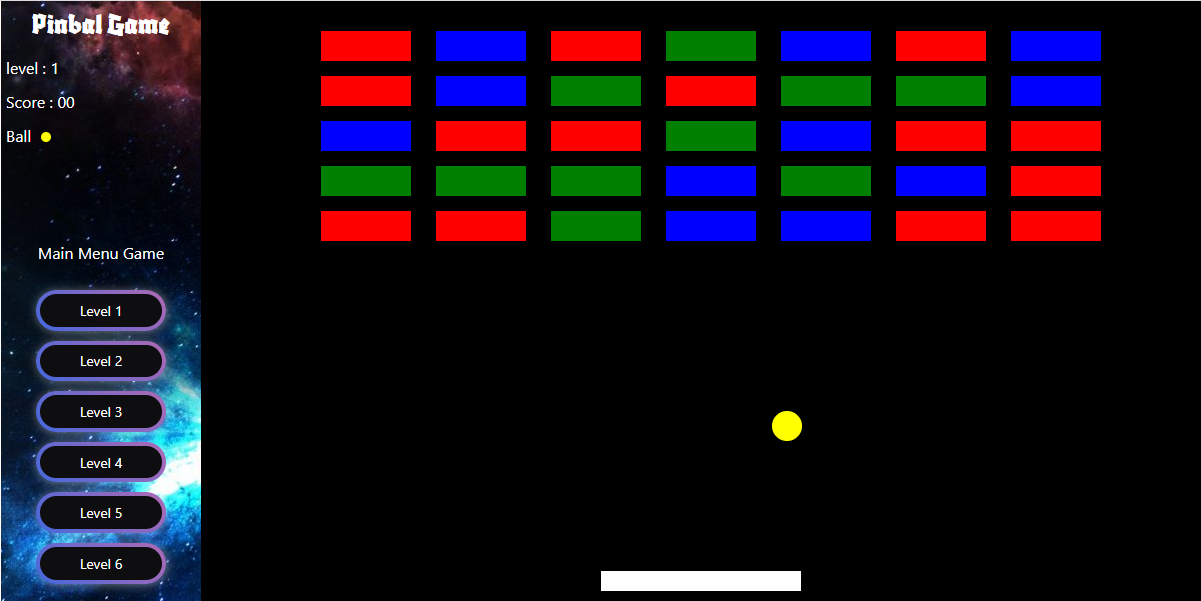 Pinbal Game
level : 1
Score : 00
Ball
Main Menu Game
Level 1
Level 2
Level 3
Level 4
Level 5
Level 6